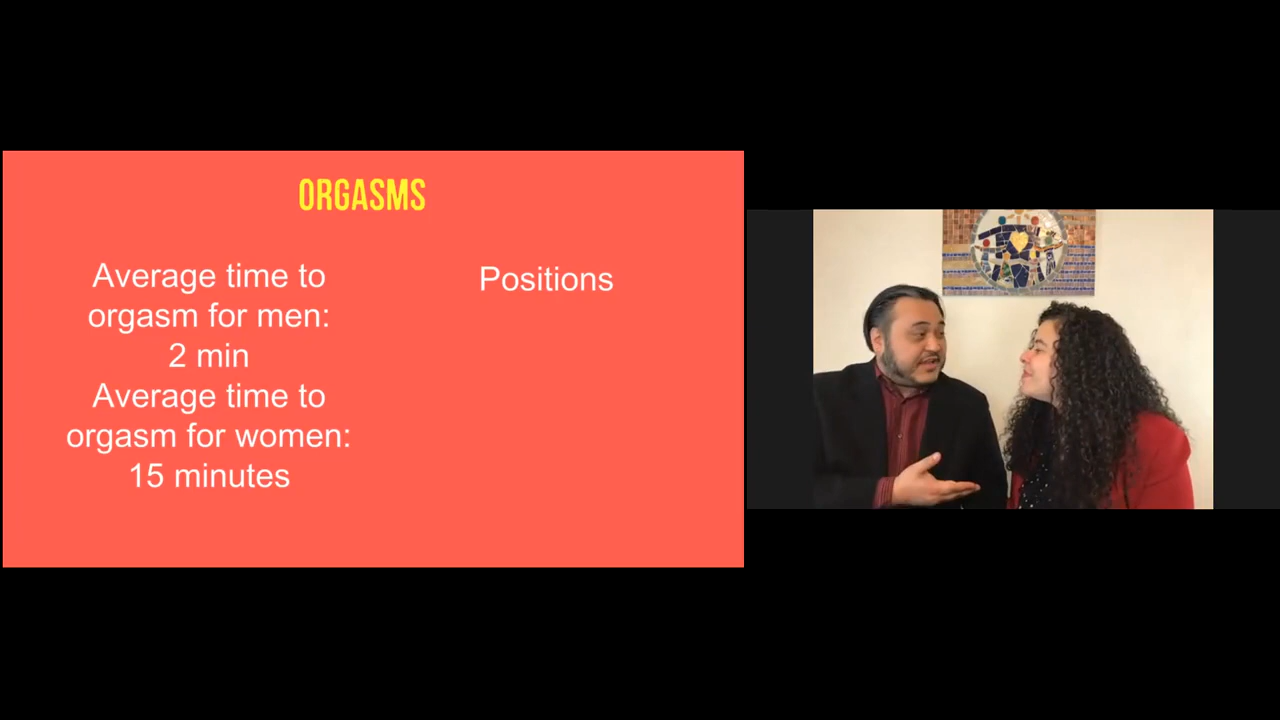 ORGASMS
Average time to
orgasm for men:
2 min
Average time to
orgasm for women:
15 minutes
Positions